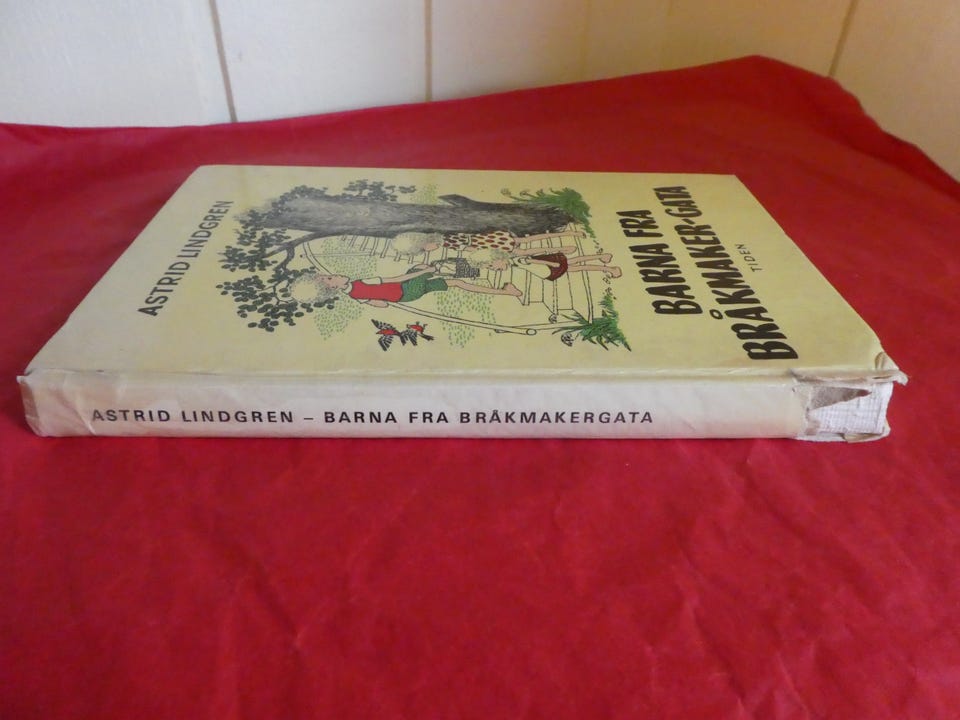 ASTRID LINDGREN
BARNA FRA
BRÅKMAKER-GATA
TIDEN
ASTRID LINDGREN – BARNA FRA BRÅKMAKERGATA